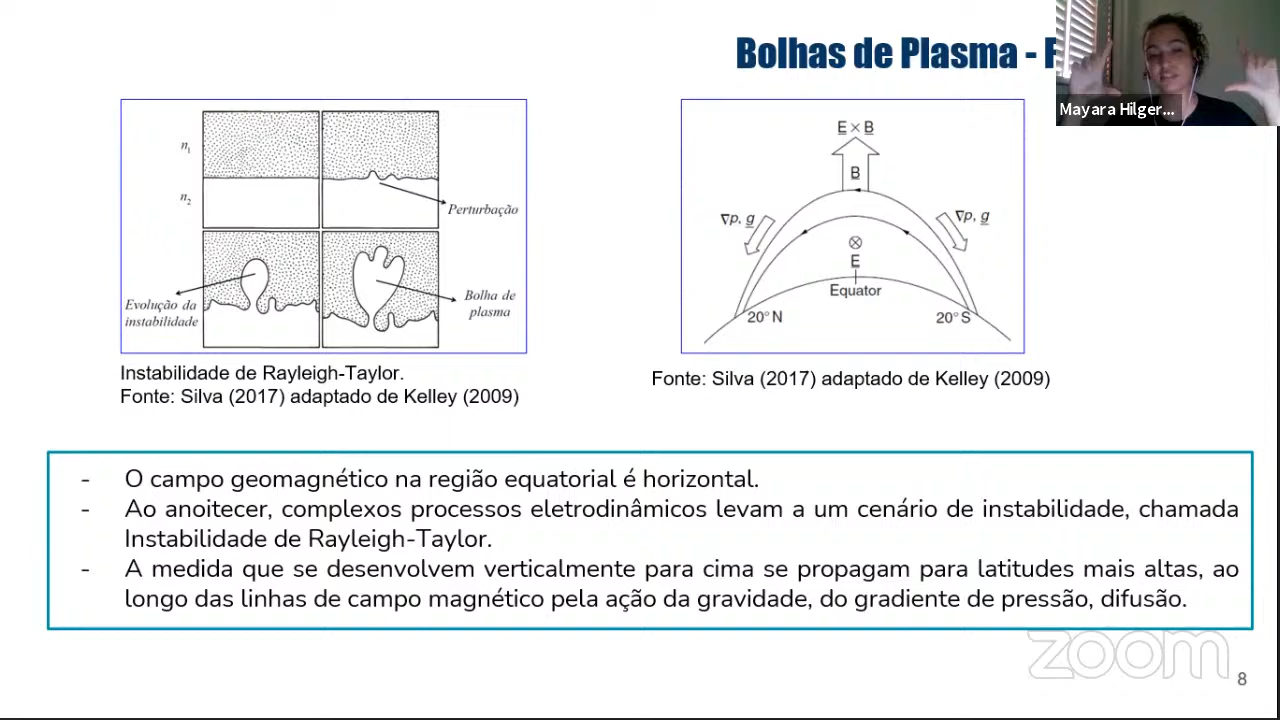 Bolhas de Plasma -
Mayara Hilger...
n1
n2
Perturbação
Evolução da
instabilidade
Bolha de
plasma
Instabilidade de Rayleigh-Taylor.
Fonte: Silva (2017) adaptado de Kelley (2009)
E × B
B
∇p, g
∇p, g
⊗
E
Equator
20° N
20° S
Fonte: Silva (2017) adaptado de Kelley (2009)
- O campo geomagnético na região equatorial é horizontal.
- Ao anoitecer, complexos processos eletrodinâmicos levam a um cenário de instabilidade, chamada
Instabilidade de Rayleigh-Taylor.
- A medida que se desenvolvem verticalmente para cima se propagam para latitudes mais altas, ao
longo das linhas de campo magnético pela ação da gravidade, do gradiente de pressão, difusão.
zoom
8